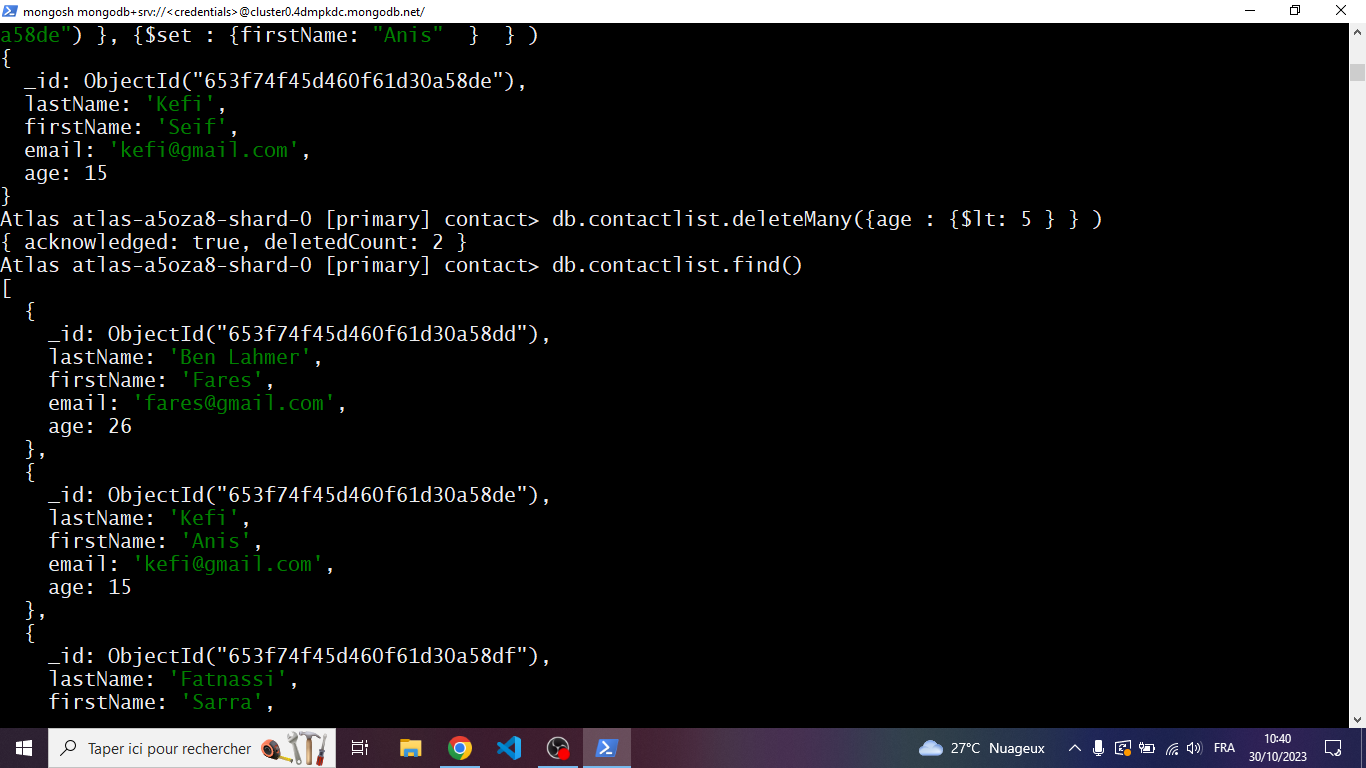 mongosh mongodb+srv://<credentials>@cluster0.4dmpkdc.mongodb.net/
a58de") }, {$set : {firstName: "Anis"  }  } )
{
  _id: ObjectId("653f74f45d460f61d30a58de"),
  lastName: 'Kefi',
  firstName: 'Seif',
  email: 'kefi@gmail.com',
  age: 15
}
Atlas atlas-a5oza8-shard-0 [primary] contact> db.contactlist.deleteMany({age : {$lt: 5 } } )
{ acknowledged: true, deletedCount: 2 }
Atlas atlas-a5oza8-shard-0 [primary] contact> db.contactlist.find()
[
  {
    _id: ObjectId("653f74f45d460f61d30a58dd"),
    lastName: 'Ben Lahmer',
    firstName: 'Fares',
    email: 'fares@gmail.com',
    age: 26
  },
  {
    _id: ObjectId("653f74f45d460f61d30a58de"),
    lastName: 'Kefi',
    firstName: 'Anis',
    email: 'kefi@gmail.com',
    age: 15
  },
  {
    _id: ObjectId("653f74f45d460f61d30a58df"),
    lastName: 'Fatnassi',
    firstName: 'Sarra',
Taper ici pour rechercher
27°C Nuageux
FRA
10:40
30/10/2023